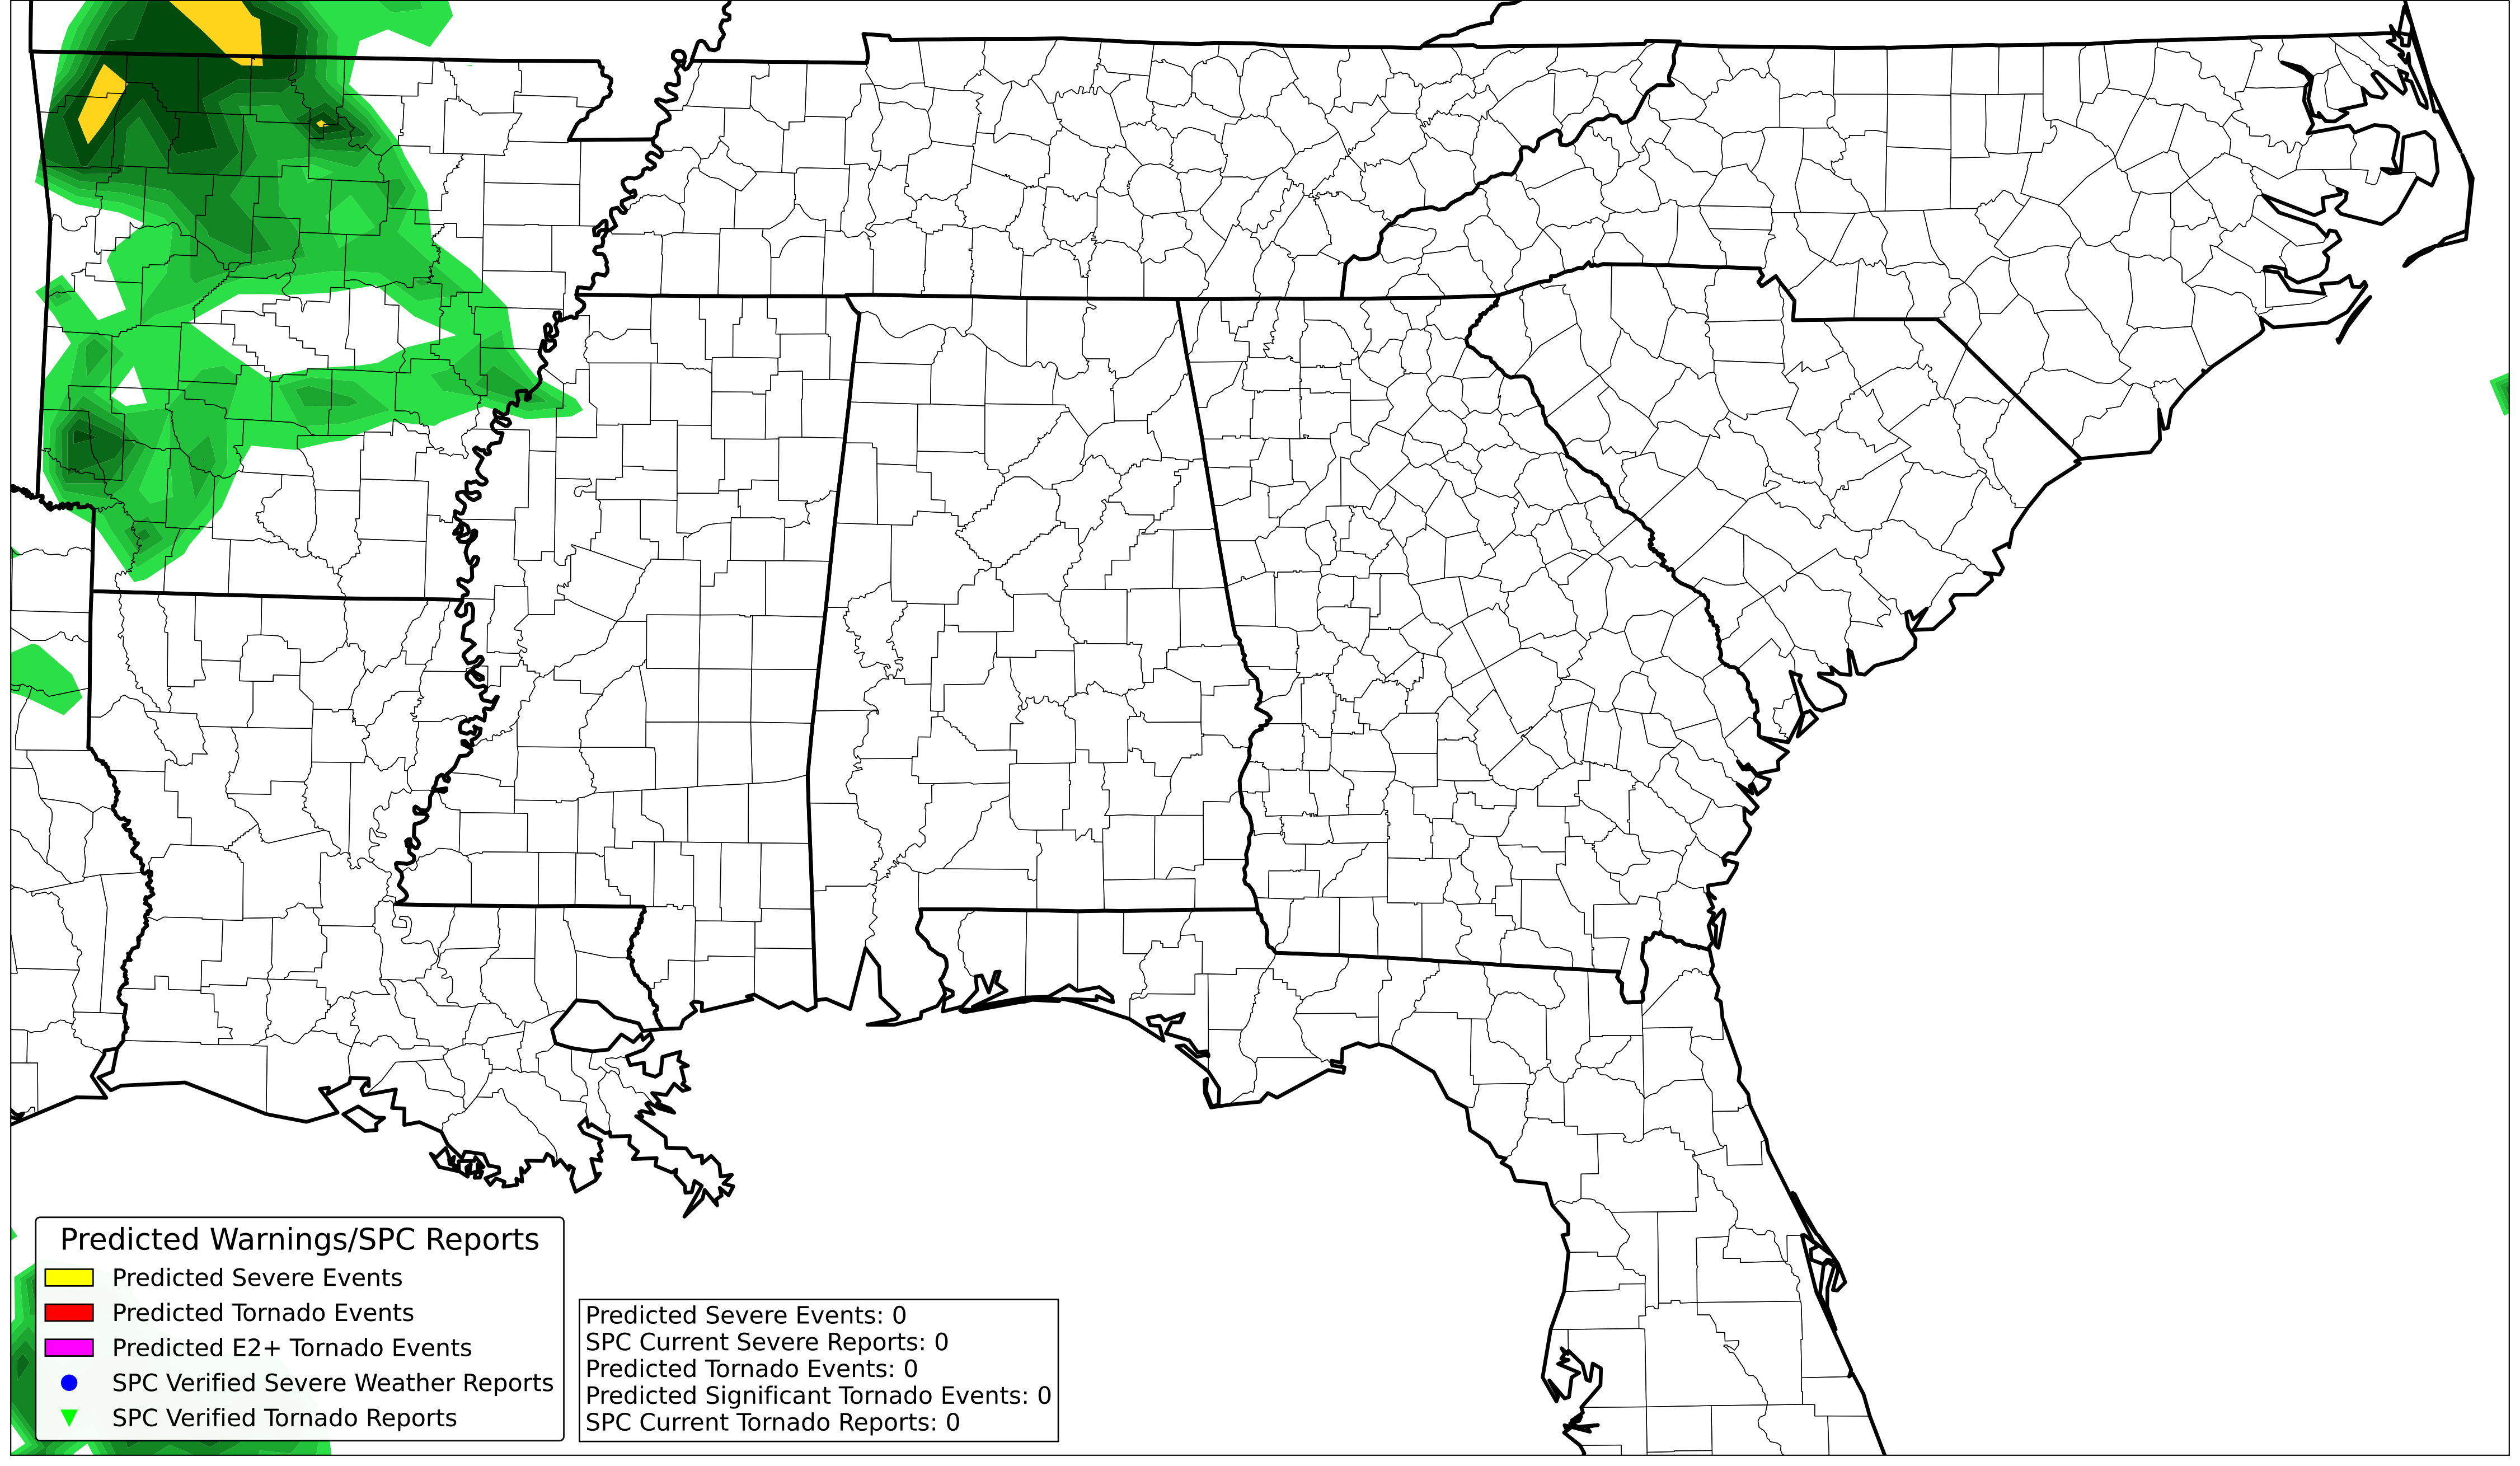 Predicted Warnings/SPC Reports
Predicted Severe Events
Predicted Tornado Events
Predicted E2+ Tornado Events
SPC Verified Severe Weather Reports
SPC Verified Tornado Reports
Predicted Severe Events: 0
SPC Current Severe Reports: 0
Predicted Tornado Events: 0
Predicted Significant Tornado Events: 0
SPC Current Tornado Reports: 0